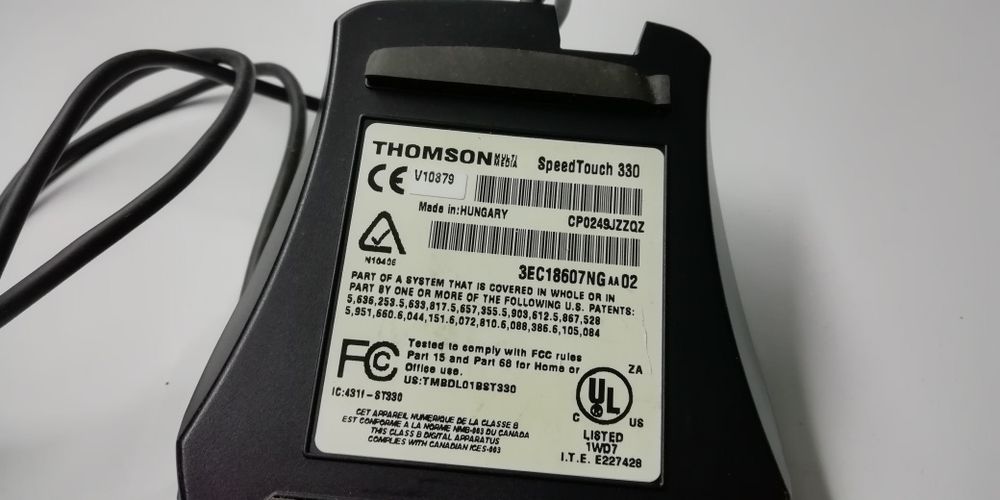 THOMSON MULTI MEDIA SpeedTouch 330
CE V10879
Made in:HUNGARY CP0249JZZQZ
N10406
3EC18607NG AA 02
PART OF A SYSTEM THAT IS COVERED IN WHOLE OR IN
PART BY ONE OR MORE OF THE FOLLOWING U.S. PATENTS:
5,636,253.5,633,817.5,657,355.5,903,612.5,867,528
5,951,660.6,044,151.6,072,810.6,088,386.6,105,084
FC Tested to comply with FCC rules
Part 15 and Part 68 for Home or
Office use.
US:TMBDL01BST330
IC:431f-ST330
ZA
UL
C US
LISTED
1WD7
I.T.E. E227428
CET APPAREIL NUMERIQUE DE LA CLASSE B
EST CONFORME A LA NORME NMB-003 DU CANADA
THIS CLASS B DIGITAL APPARATUS
COMPLIES WITH CANADIAN ICES-003